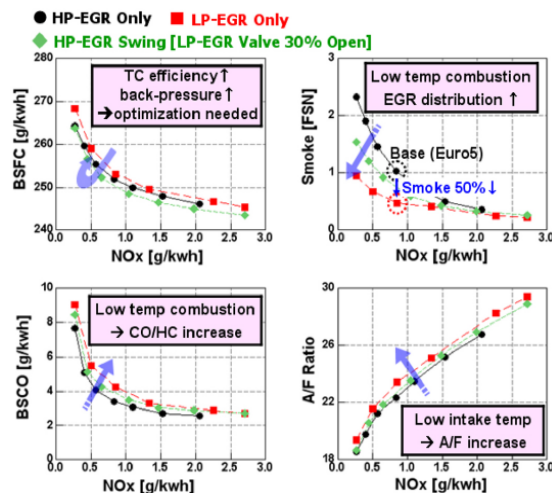 HP-EGR Only LP-EGR Only
HP-EGR Swing [LP-EGR Valve 30% Open]
BSFC [g/kwh]
270
260
250
240
TC efficiency↑
back-pressure↑
→optimization needed
0.0 0.5 1.0 1.5 2.0 2.5 3.0
NOx [g/kwh]
Smoke [FSN]
3
2
1
0
Low temp combustion
EGR distribution ↑
Base (Euro5)
↓Smoke 50%↓
0.0 0.5 1.0 1.5 2.0 2.5 3.0
NOx [g/kwh]
BSCO [g/kwh]
10
8
6
4
2
0
Low temp combustion
→ CO/HC increase
0.0 0.5 1.0 1.5 2.0 2.5 3.0
NOx [g/kwh]
A/F Ratio
30
26
22
18
Low intake temp
→ A/F increase
0.0 0.5 1.0 1.5 2.0 2.5 3.0
NOx [g/kwh]